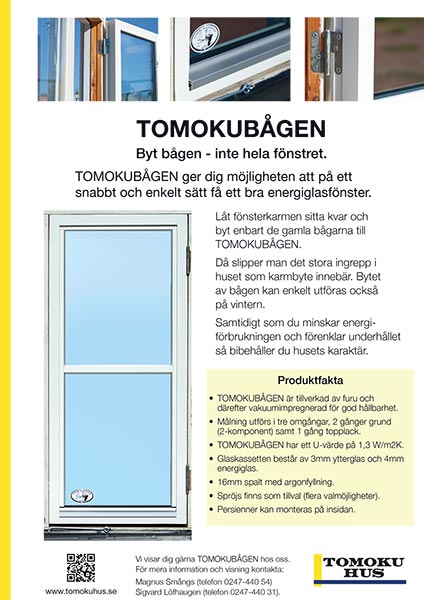 TOMOKUBÅGEN
Byt bågen - inte hela fönstret.
TOMOKUBÅGEN ger dig möjligheten att på ett
snabbt och enkelt sätt få ett bra energiglasfönster.
Låt fönsterkarmen sitta kvar och
byt enbart de gamla bågarna till
TOMOKUBÅGEN.
Då slipper man det stora ingrepp i
huset som karmbyte innebär. Bytet
av bågen kan enkelt utföras också
på vintern.
Samtidigt som du minskar energi-
förbrukningen och förenklar underhållet
så bibehåller du husets karaktär.
Produktfakta
• TOMOKUBÅGEN är tillverkad av furu och
därefter vakuumimpregnerad för god hållbarhet.
• Målning utförs i tre omgångar, 2 gånger grund
(2-komponent) samt 1 gång topplack.
• TOMOKUBÅGEN har ett U-värde på 1,3 W/m2K.
• Glaskassetten består av 3mm ytterglas och 4mm
energiglas.
• 16mm spalt med argonfyllning.
• Spröjs finns som tillval (flera valmöjligheter).
• Persienner kan monteras på insidan.
www.tomokuhus.se
Vi visar dig gärna TOMOKUBÅGEN hos oss.
För mera information och visning kontakta:
Magnus Smångs (telefon 0247-440 54)
Sigvard Löfhaugen (telefon 0247-440 31).
TOMOKU
HUS